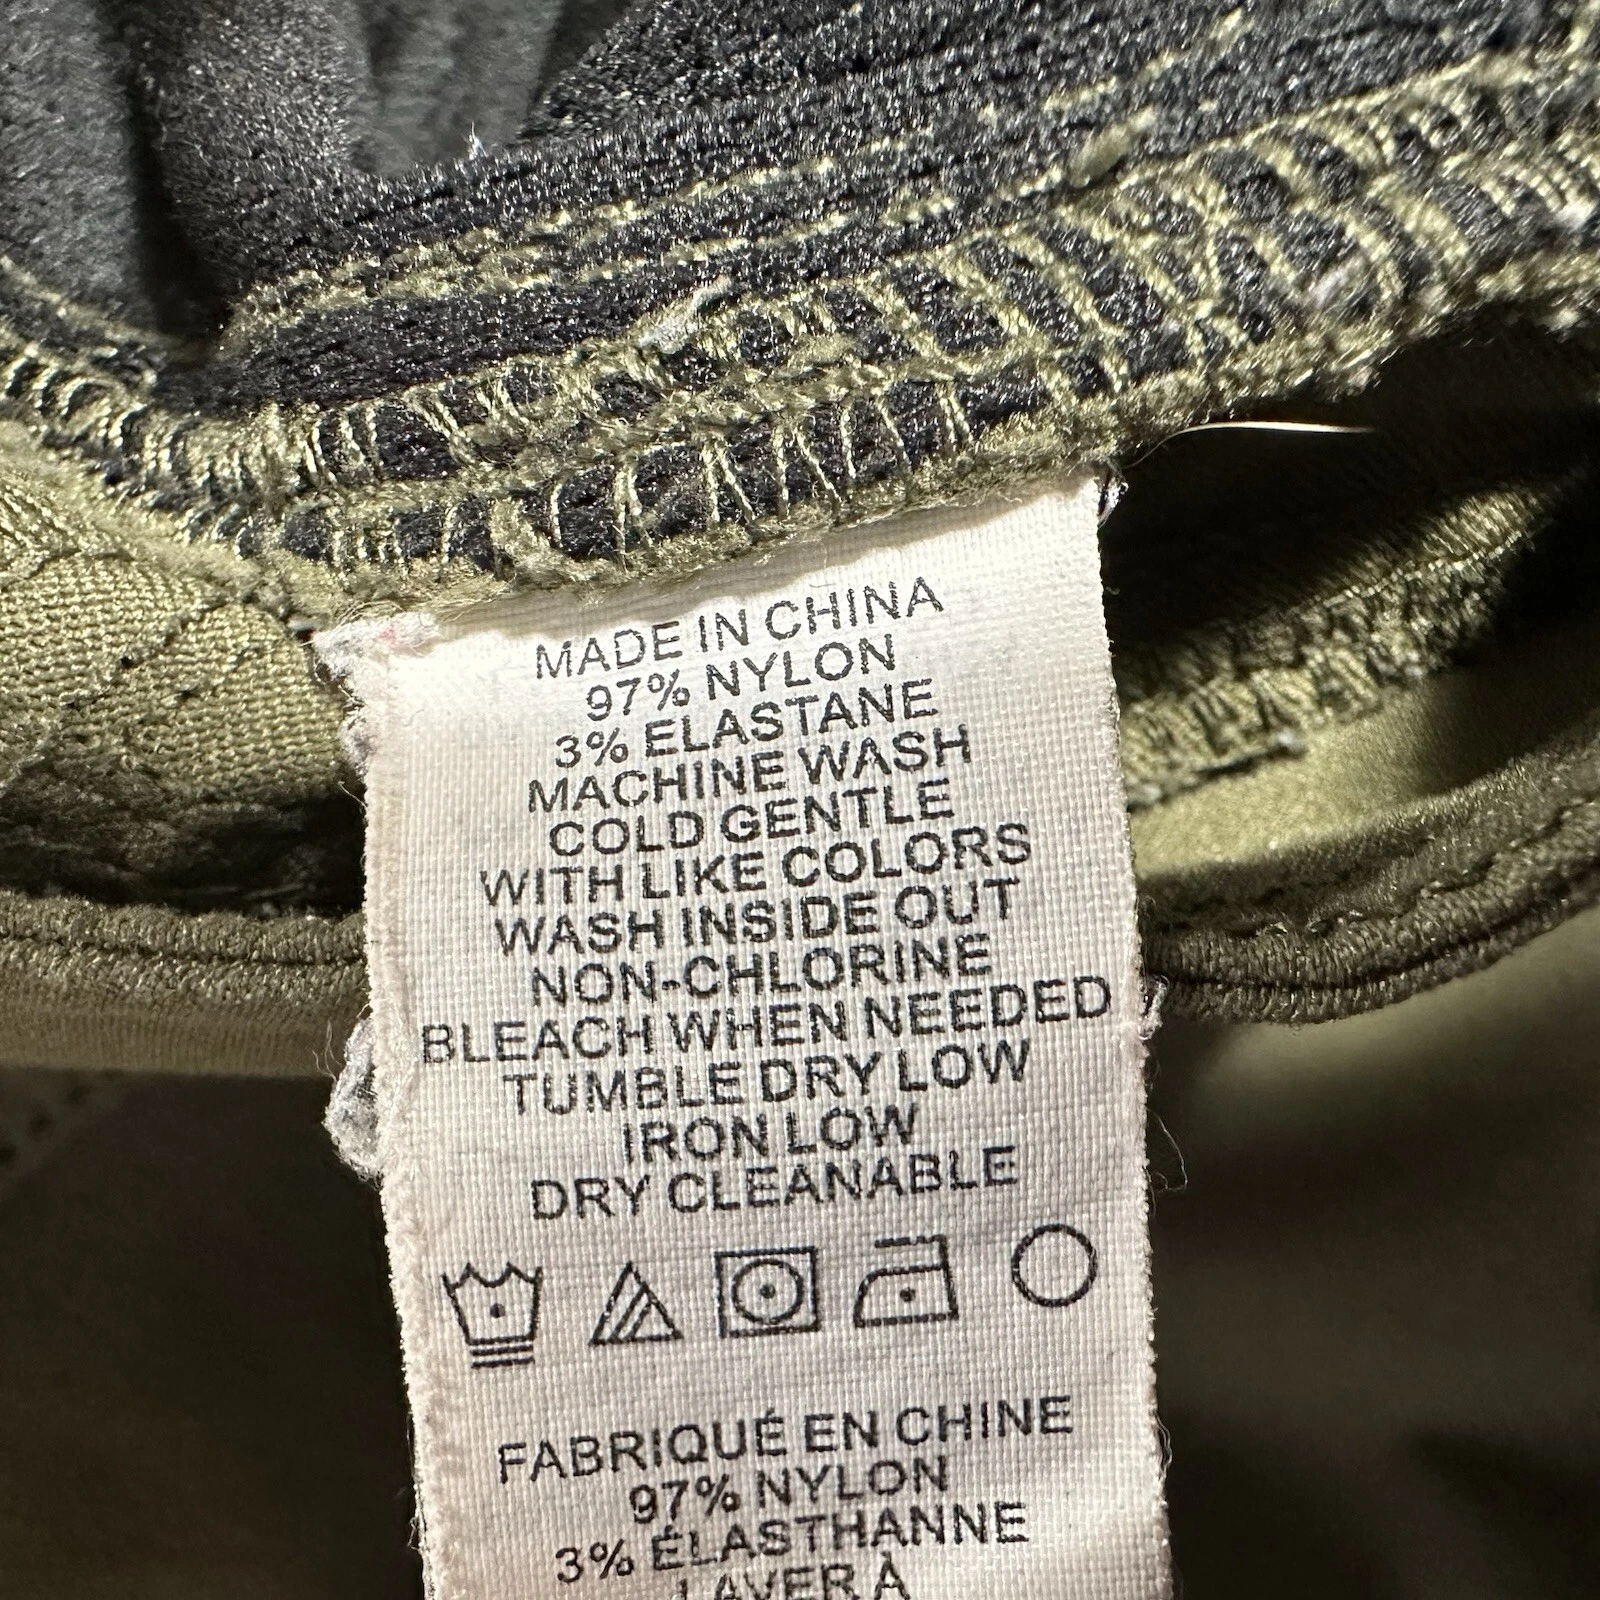 MADE IN CHINA
97% NYLON
3% ELASTANE
MACHINE WASH
COLD GENTLE
WITH LIKE COLORS
WASH INSIDE OUT
NON-CHLORINE
BLEACH WHEN NEEDED
TUMBLE DRY LOW
IRON LOW
DRY CLEANABLE
FABRIQUÉ EN CHINE
97% NYLON
3% ÉLASTHANNE
LAVER À